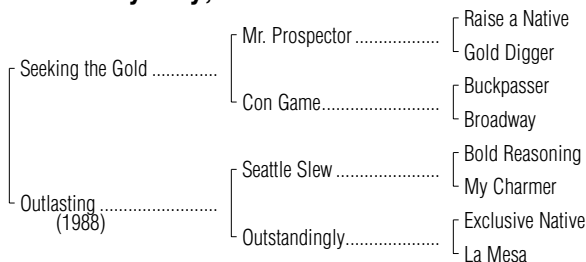 Raise a Native
Mr. Prospector ...................
Gold Digger
Seeking the Gold ..............
Buckpasser
Con Game..........................
Broadway
Bold Reasoning
Seattle Slew .......................
My Charmer
Outlasting .........................
(1988)
Exclusive Native
Outstandingly.....................
La Mesa